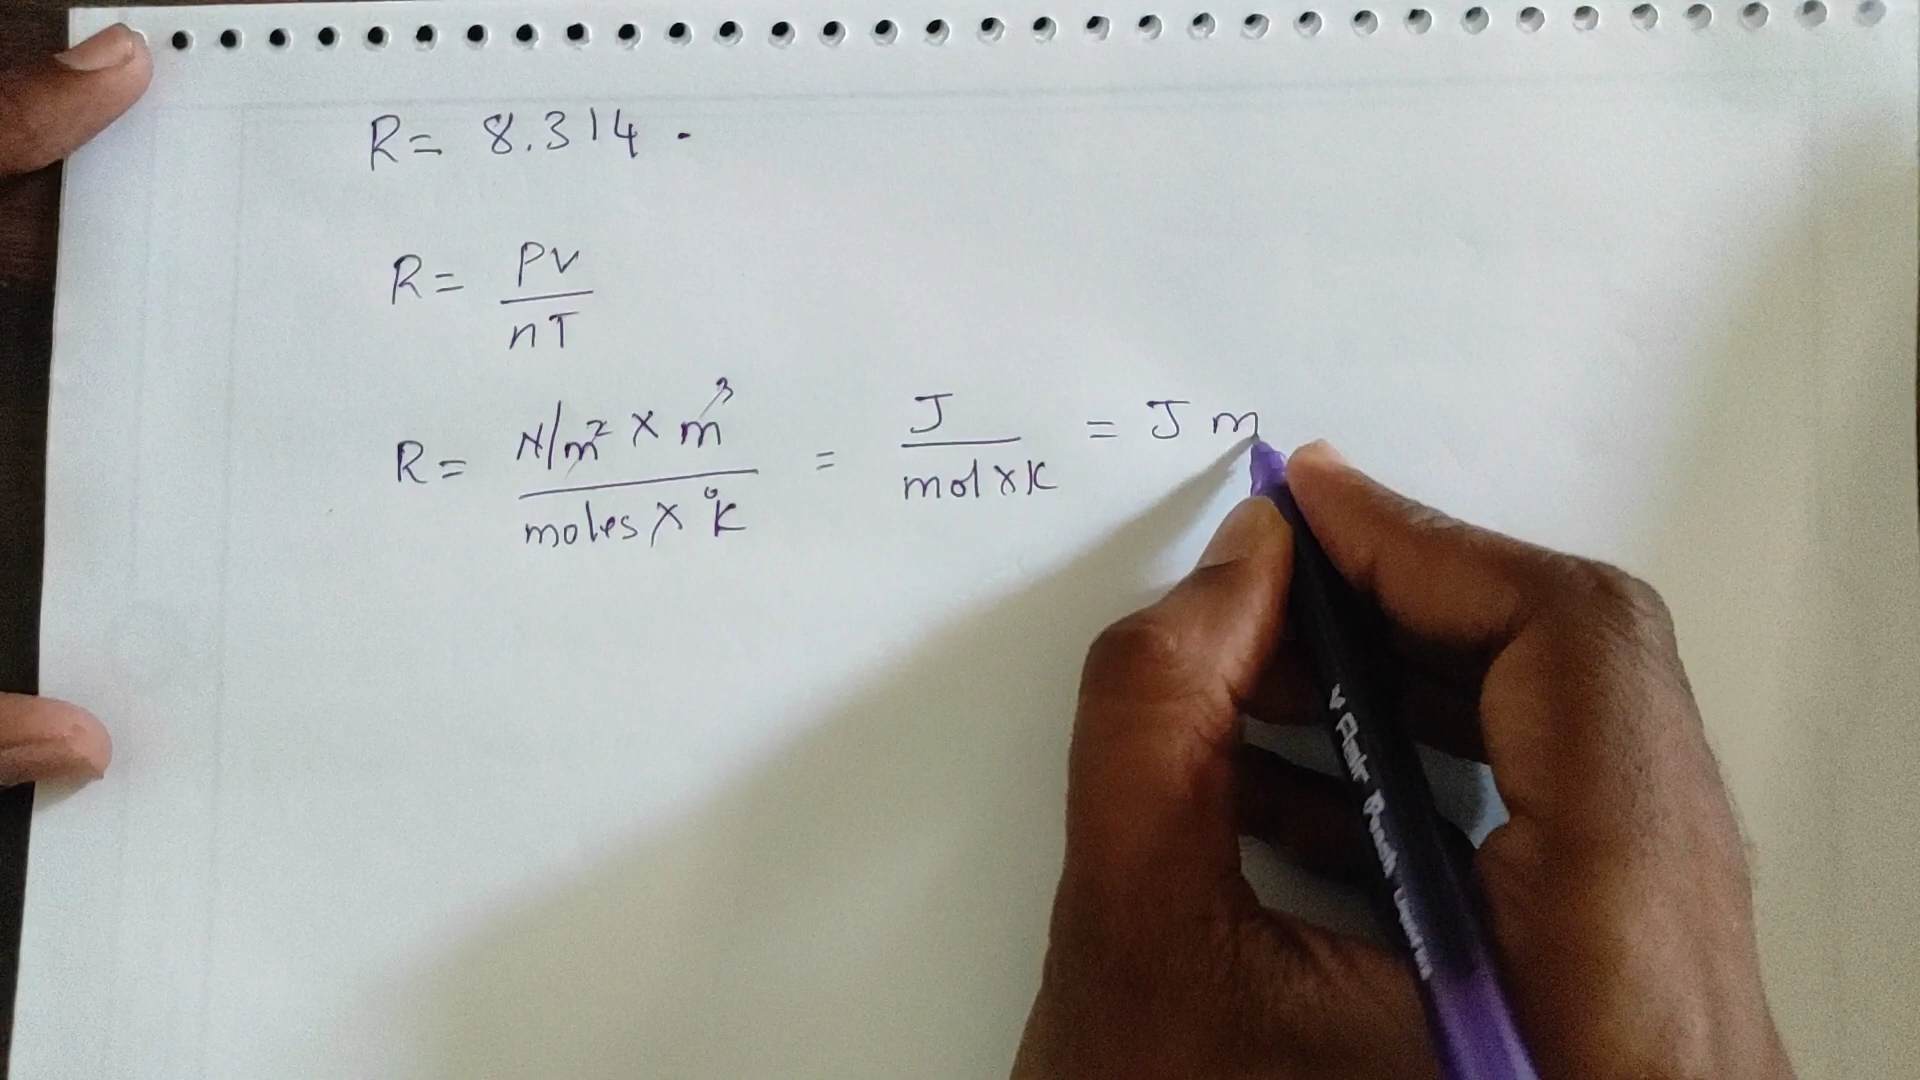 R = 8.314 .
R = PV / nT
R = N/m² × m³ / moles × °K = J / mol × K = J m
Flair